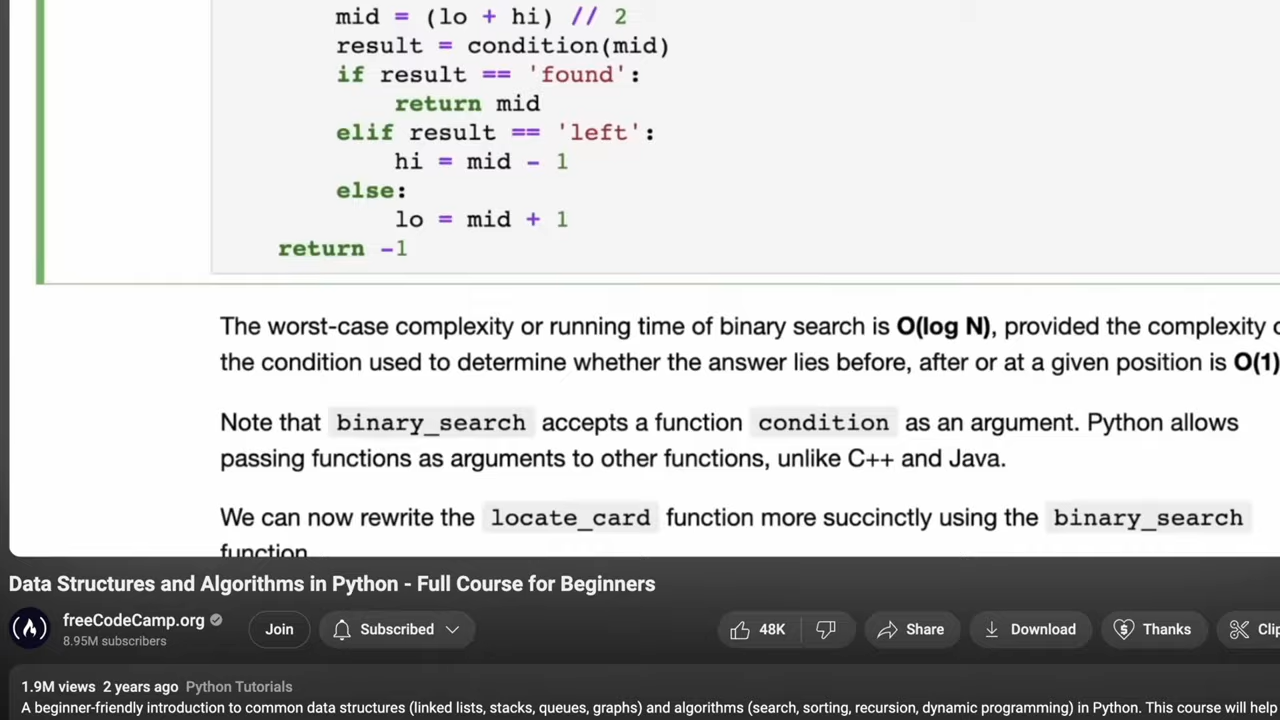 mid = (lo + hi) // 2
result = condition(mid)
if result == 'found':
return mid
elif result == 'left':
hi = mid - 1
else:
lo = mid + 1
return -1
The worst-case complexity or running time of binary search is O(log N), provided the complexity
the condition used to determine whether the answer lies before, after or at a given position is O(1)
Note that binary_search accepts a function condition as an argument. Python allows
passing functions as arguments to other functions, unlike C++ and Java.
We can now rewrite the locate_card function more succinctly using the binary_search
function.
Data Structures and Algorithms in Python - Full Course for Beginners
freeCodeCamp.org
8.95M subscribers
Join
Subscribed
48K
Share
Download
Thanks
Clip
1.9M views 2 years ago Python Tutorials
A beginner-friendly introduction to common data structures (linked lists, stacks, queues, graphs) and algorithms (search, sorting, recursion, dynamic programming) in Python. This course will help